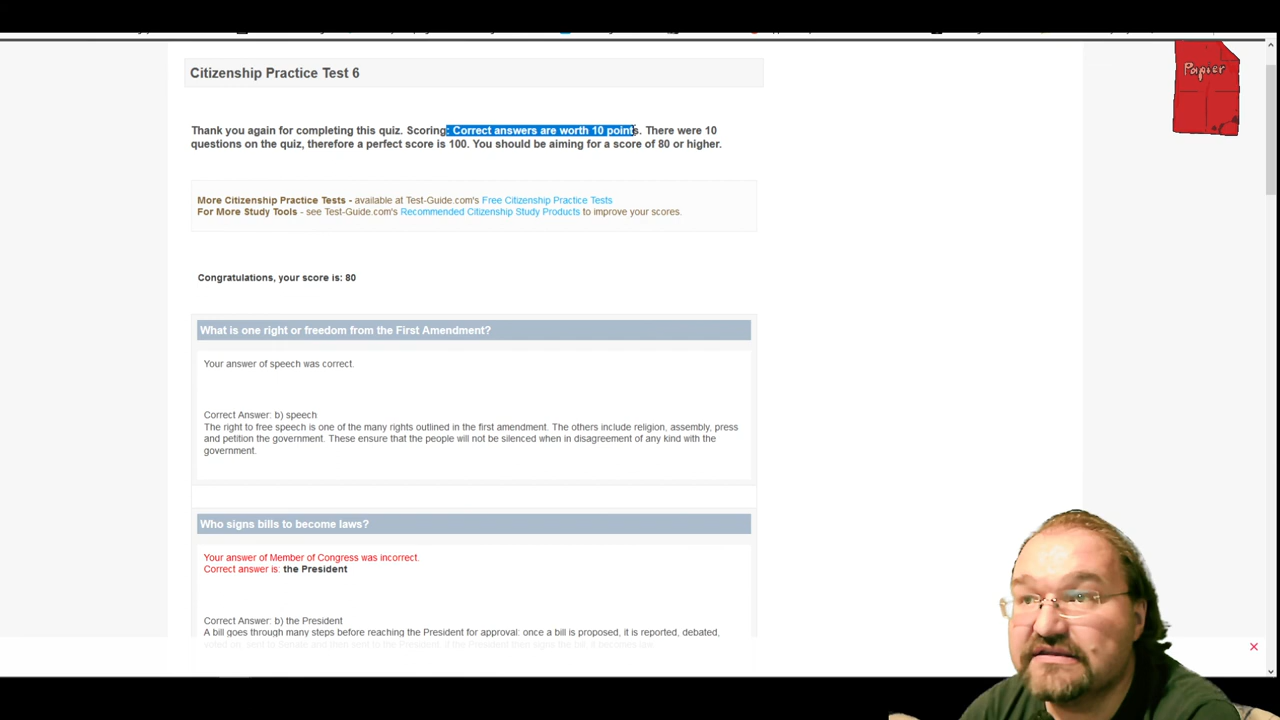 Papier
Citizenship Practice Test 6
Thank you again for completing this quiz. Scoring: Correct answers are worth 10 points. There were 10
questions on the quiz, therefore a perfect score is 100. You should be aiming for a score of 80 or higher.
More Citizenship Practice Tests - available at Test-Guide.com's Free Citizenship Practice Tests
For More Study Tools - see Test-Guide.com's Recommended Citizenship Study Products to improve your scores.
Congratulations, your score is: 80
What is one right or freedom from the First Amendment?
Your answer of speech was correct.
Correct Answer: b) speech
The right to free speech is one of the many rights outlined in the first amendment. The others include religion, assembly, press
and petition the government. These ensure that the people will not be silenced when in disagreement of any kind with the
government.
Who signs bills to become laws?
Your answer of Member of Congress was incorrect.
Correct answer is: the President
Correct Answer: b) the President
A bill goes through many steps before reaching the President for approval: once a bill is proposed, it is reported, debated,